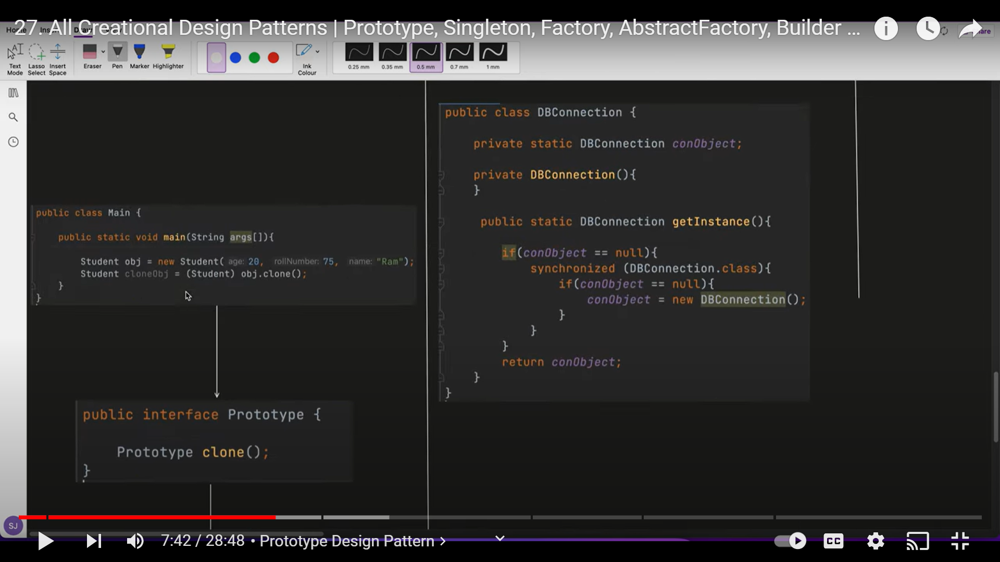 27. All Creational Design Patterns | Prototype, Singleton, Factory, AbstractFactory, Builder ...
Home
Draw
Text Mode
Lasso Select
Insert Space
Eraser
Pen
Marker
Highlighter
Ink Colour
0.25 mm
0.35 mm
0.5 mm
0.7 mm
1 mm
public class Main {
public static void main(String args[]){
Student obj = new Student( age: 20, rollNumber: 75, name: "Ram");
Student cloneObj = (Student) obj.clone();
}
}
public interface Prototype {
Prototype clone();
}
public class DBConnection {
private static DBConnection conObject;
private DBConnection(){
}
public static DBConnection getInstance(){
if(conObject == null){
synchronized (DBConnection.class){
if(conObject == null){
conObject = new DBConnection();
}
}
}
return conObject;
}
}
SJ
7:42 / 28:48 • Prototype Design Pattern >
CC